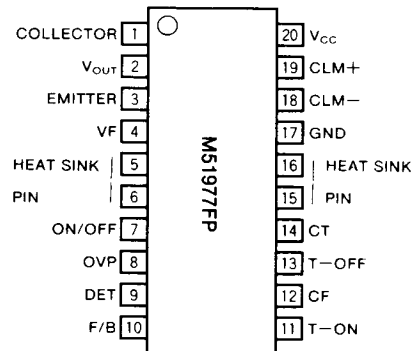 COLLECTOR 1
VOUT 2
EMITTER 3
VF 4
HEAT SINK 5
PIN 6
ON/OFF 7
OVP 8
DET 9
F/B 10
M51977FP
20 VCC
19 CLM+
18 CLM−
17 GND
16 HEAT SINK
15 PIN
14 CT
13 T−OFF
12 CF
11 T−ON